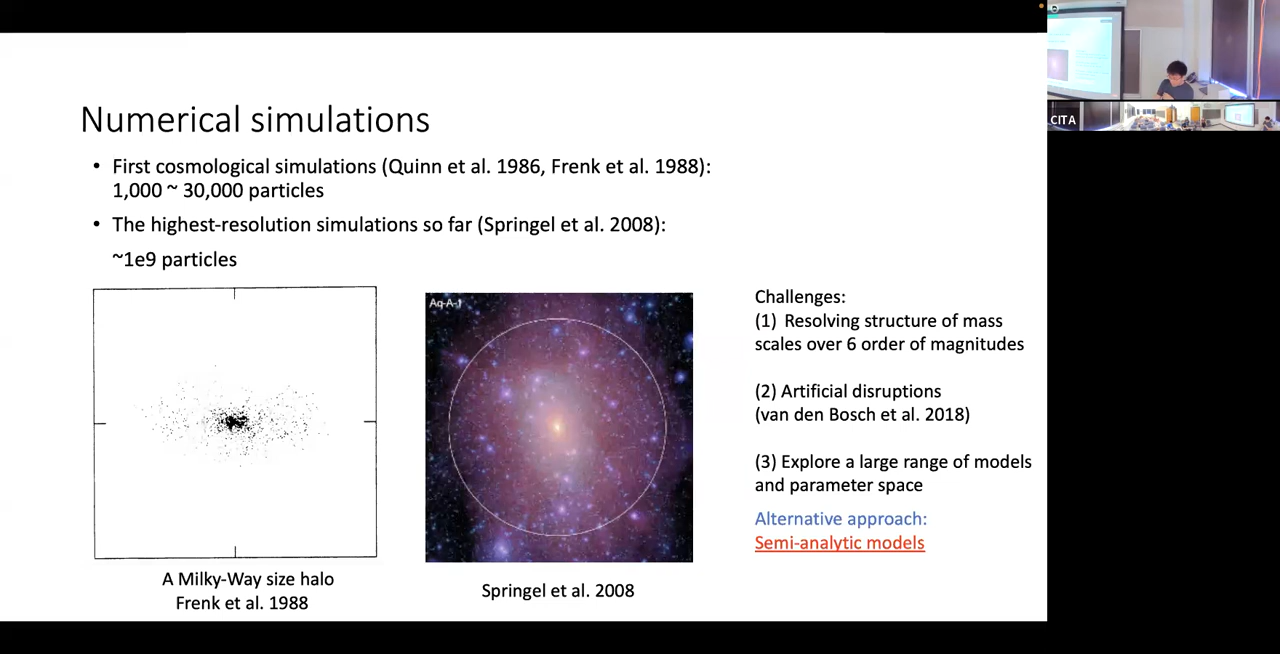 CITA
Numerical simulations
• First cosmological simulations (Quinn et al. 1986, Frenk et al. 1988):
1,000 ~ 30,000 particles
• The highest-resolution simulations so far (Springel et al. 2008):
~1e9 particles
Aq-A-1
A Milky-Way size halo
Frenk et al. 1988
Springel et al. 2008
Challenges:
(1) Resolving structure of mass
scales over 6 order of magnitudes
(2) Artificial disruptions
(van den Bosch et al. 2018)
(3) Explore a large range of models
and parameter space
Alternative approach:
Semi-analytic models